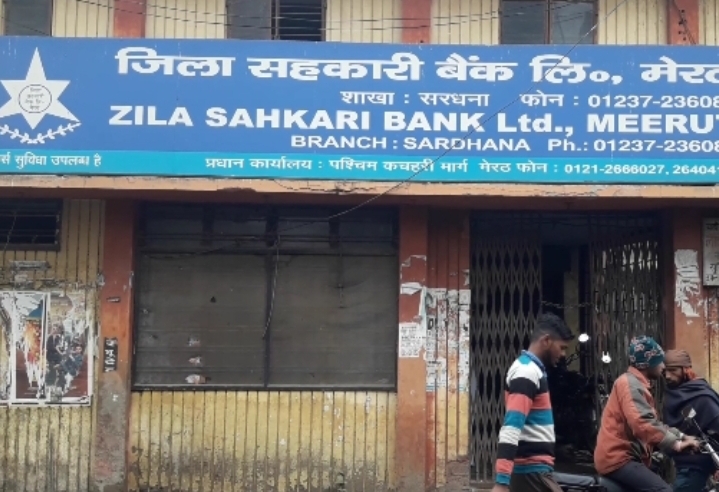 जिला सहकारी बैंक लि०, मेरठ
शाखा : सरधना फोन : 01237-23608
ZILA SAHKARI BANK Ltd., MEERUT
BRANCH : SARDHANA Ph.: 01237-23608
र्स सुविधा उपलब्ध है
प्रधान कार्यालय : पश्चिम कचहरी मार्ग मेरठ फोन : 0121-2666027, 26404